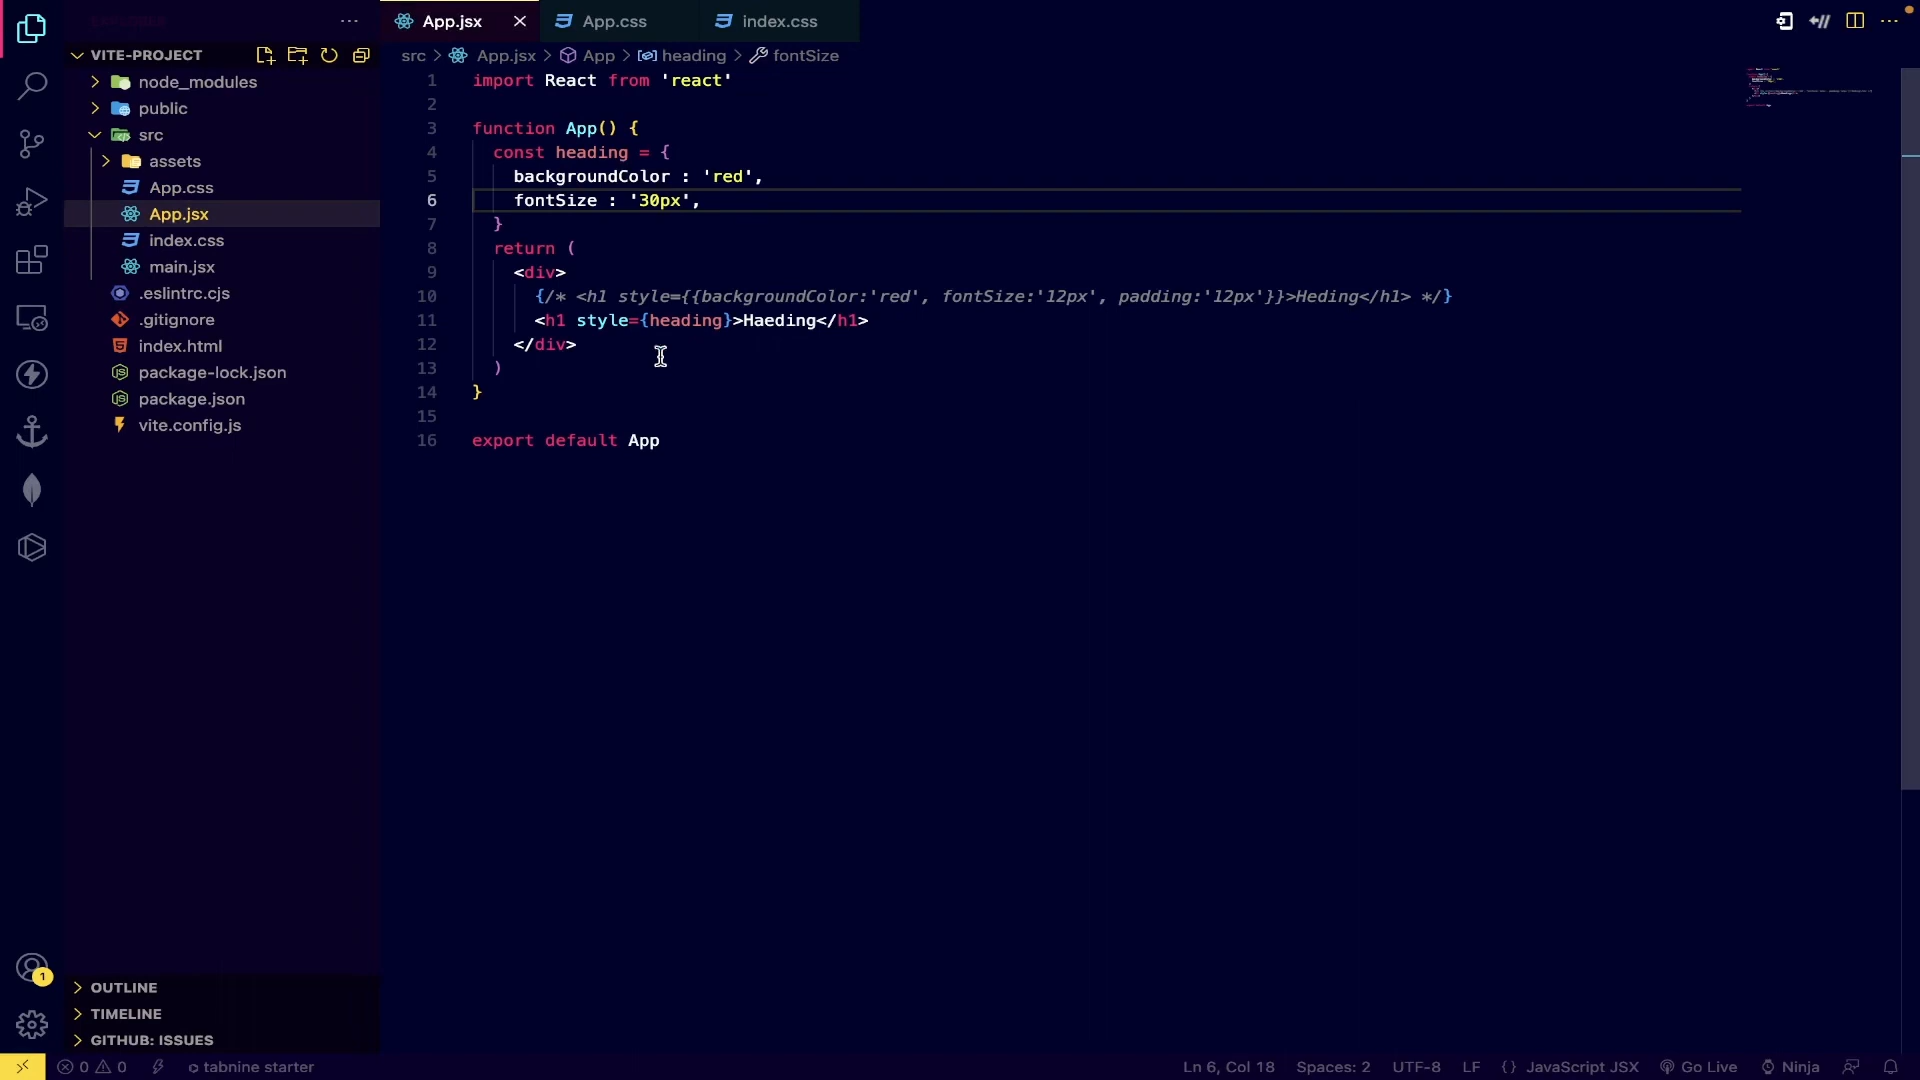 App.jsx
App.css
index.css
VITE-PROJECT
src > App.jsx > App > heading > fontSize
node_modules
public
src
assets
App.css
App.jsx
index.css
main.jsx
.eslintrc.cjs
.gitignore
index.html
package-lock.json
package.json
vite.config.js
1 import React from 'react'
2
3 function App() {
4 const heading = {
5 backgroundColor : 'red',
6 fontSize : '30px',
7 }
8 return (
9 <div>
10 {/* <h1 style={{backgroundColor:'red', fontSize:'12px', padding:'12px'}}>Heding</h1> */}
11 <h1 style={heading}>Haeding</h1>
12 </div>
13 )
14 }
15
16 export default App
1
OUTLINE
TIMELINE
GITHUB: ISSUES
0 0 tabnine starter Ln 6, Col 18 Spaces: 2 UTF-8 LF {} JavaScript JSX Go Live Ninja